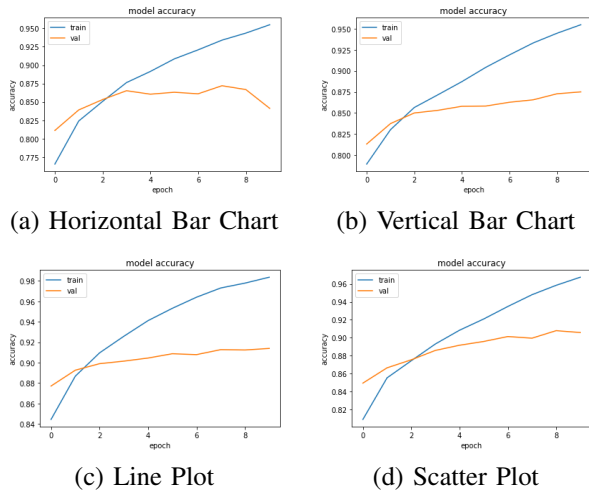 model accuracy
train
val
0.950
0.925
0.900
0.875
0.850
0.825
0.800
0.775
accuracy
0 2 4 6 8
epoch
(a) Horizontal Bar Chart
model accuracy
train
val
0.950
0.925
0.900
0.875
0.850
0.825
0.800
accuracy
0 2 4 6 8
epoch
(b) Vertical Bar Chart
model accuracy
train
val
0.98
0.96
0.94
0.92
0.90
0.88
0.86
0.84
accuracy
0 2 4 6 8
epoch
(c) Line Plot
model accuracy
train
val
0.96
0.94
0.92
0.90
0.88
0.86
0.84
0.82
accuracy
0 2 4 6 8
epoch
(d) Scatter Plot